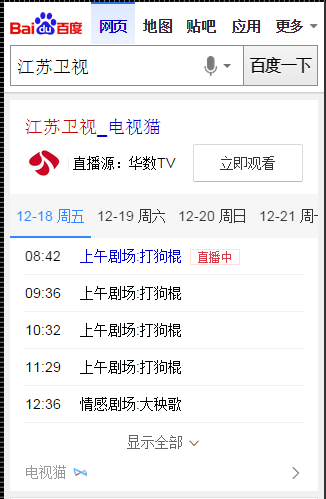 Bai du 百度 网页 地图 贴吧 应用 更多
江苏卫视 百度一下
江苏卫视_电视猫
直播源：华数TV 立即观看
12-18 周五 12-19 周六 12-20 周日 12-21 周一
08:42 上午剧场:打狗棍 直播中
09:36 上午剧场:打狗棍
10:32 上午剧场:打狗棍
11:29 上午剧场:打狗棍
12:36 情感剧场:大秧歌
显示全部
电视猫